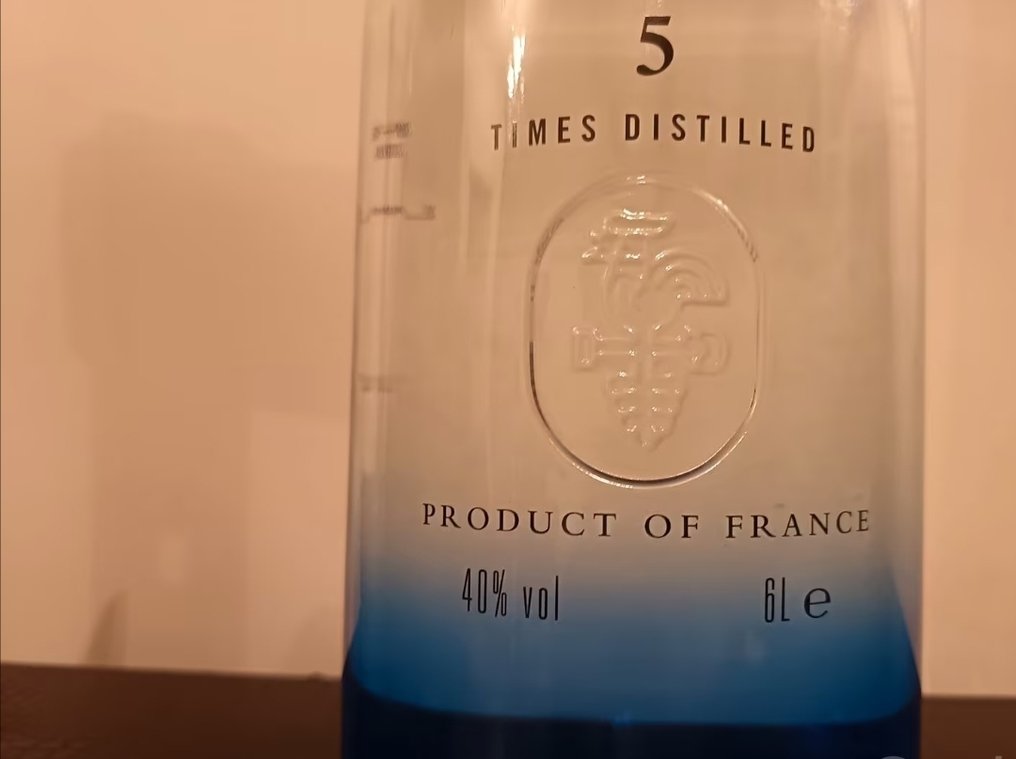 5
TIMES DISTILLED
PRODUCT OF FRANCE
40% vol
6L e